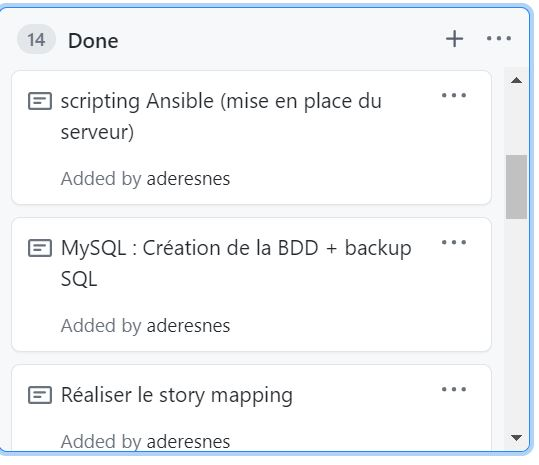 14 Done
scripting Ansible (mise en place du
serveur)
Added by aderesnes
MySQL : Création de la BDD + backup
SQL
Added by aderesnes
Réaliser le story mapping
Added by aderesnes